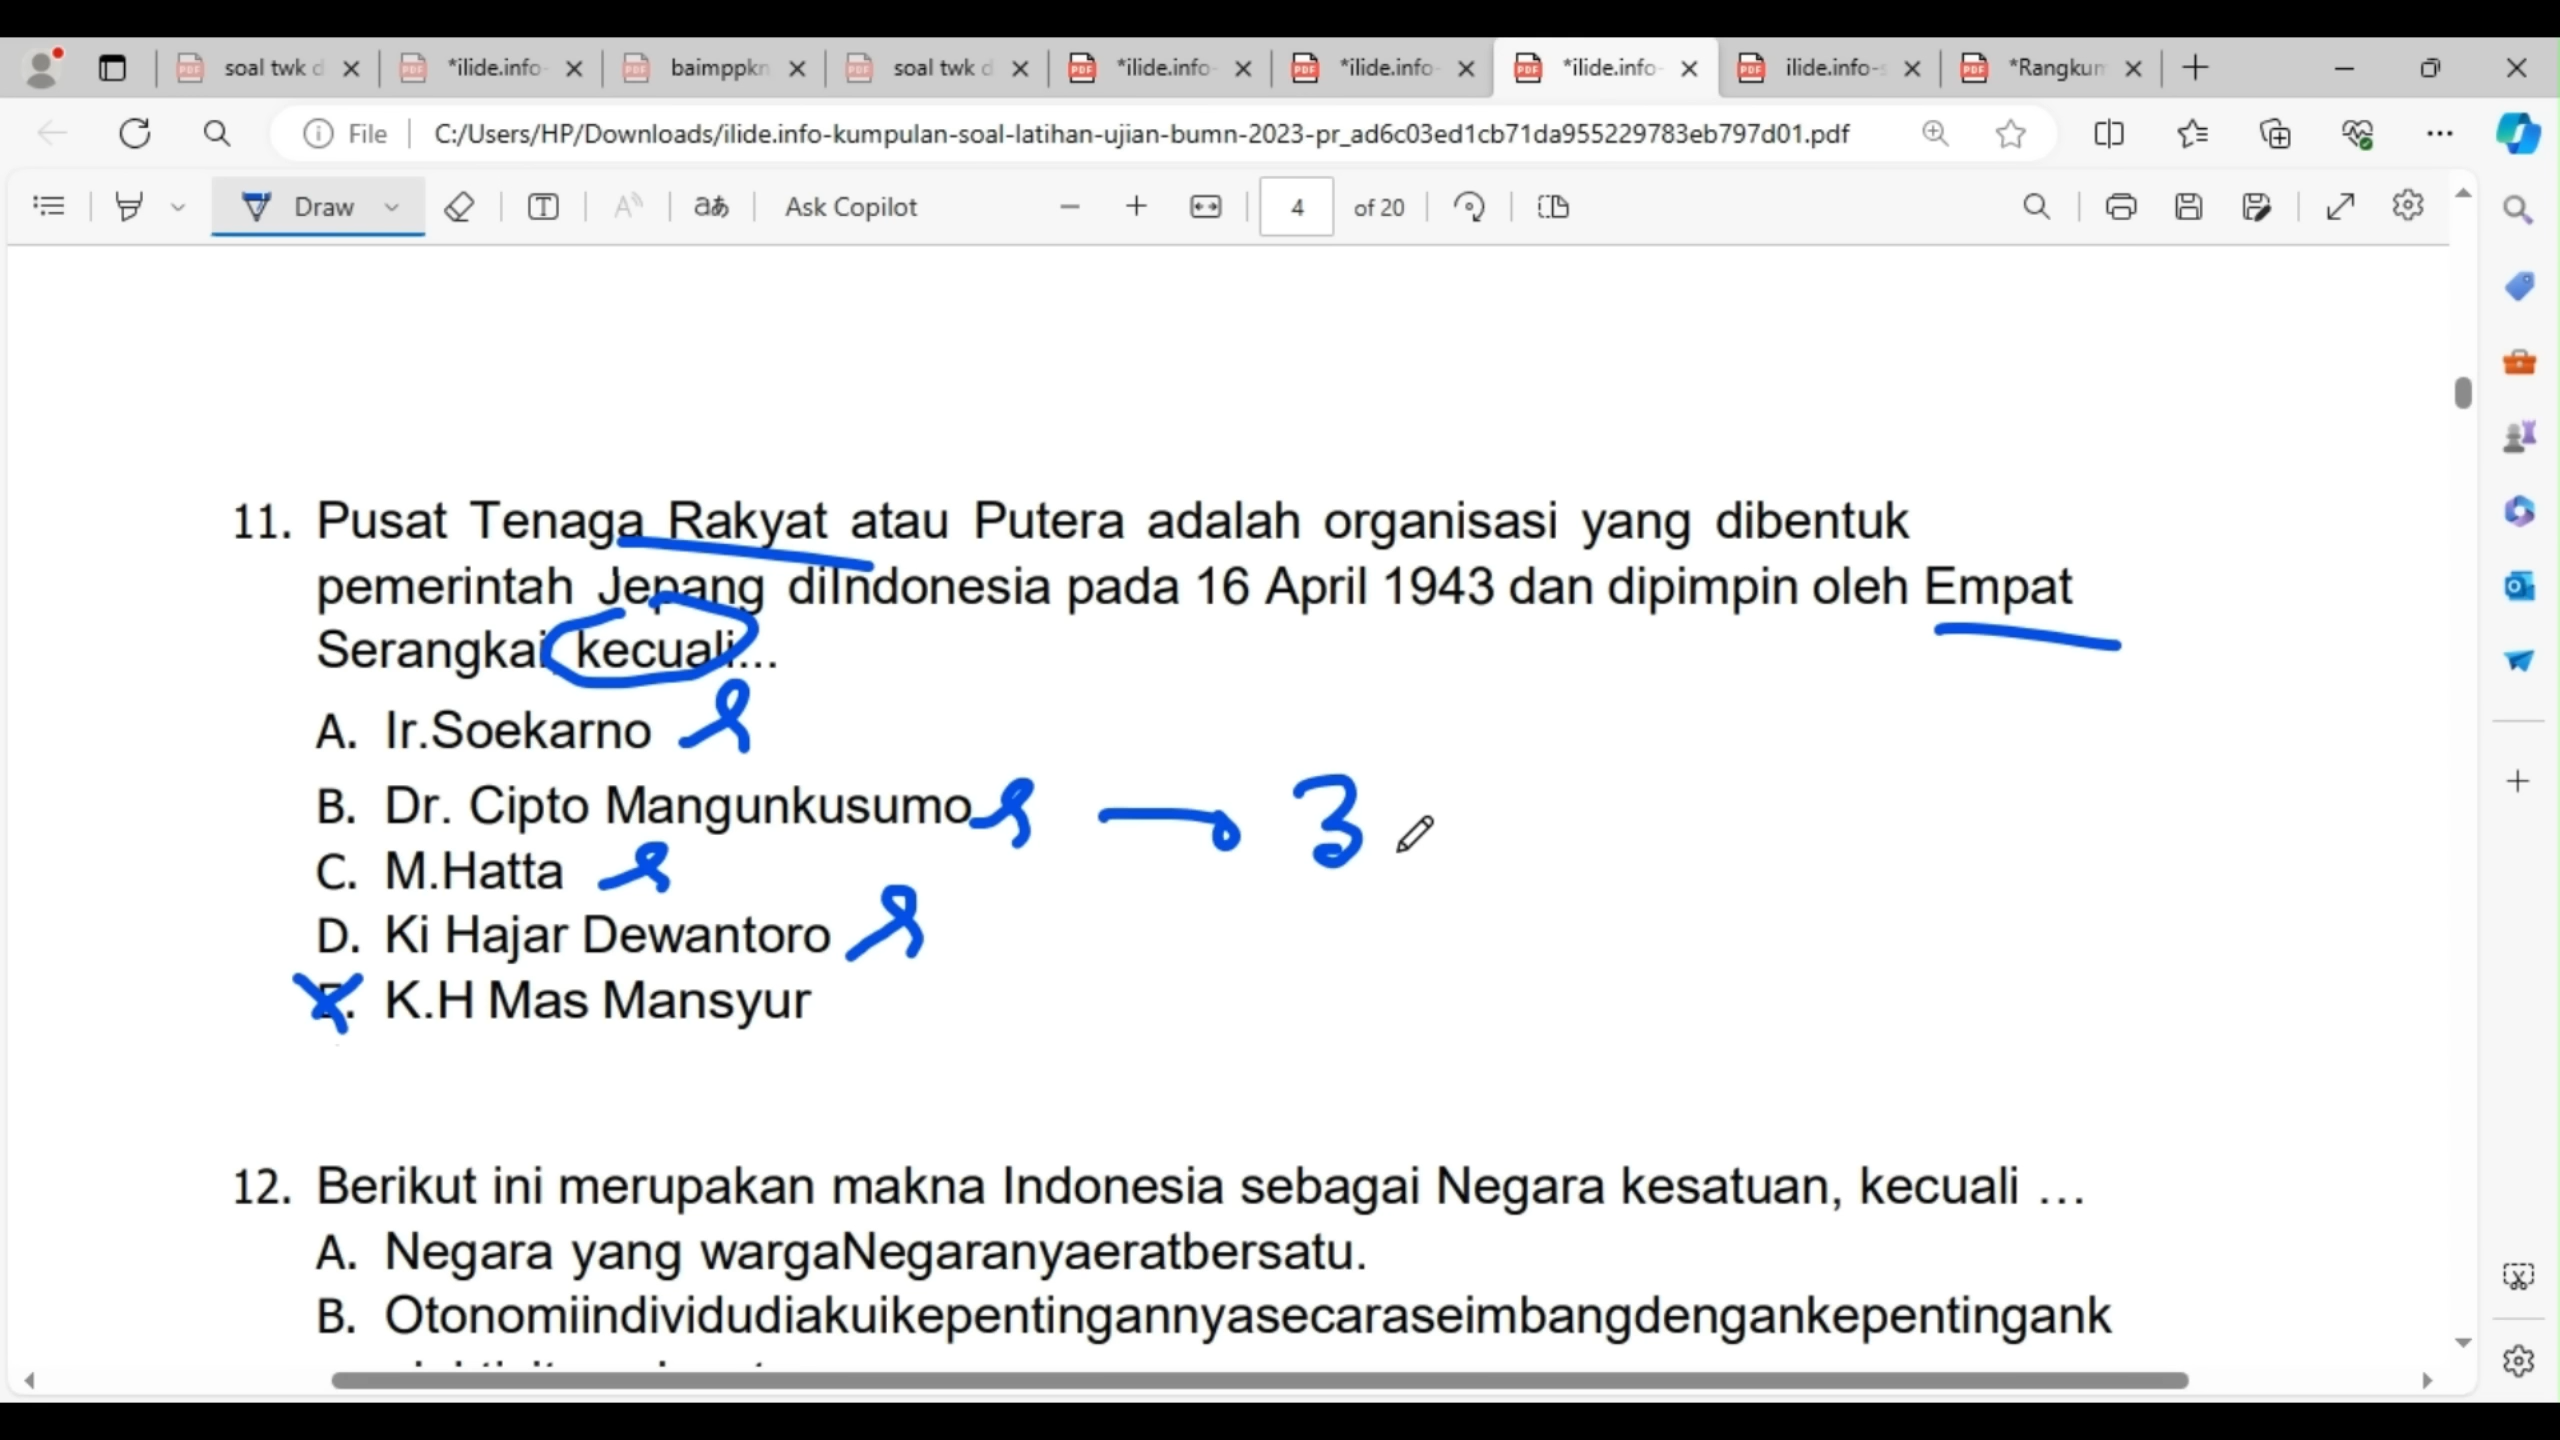 soal twk d
*ilide.info-
baimppkn
soal twk d
*ilide.info-
*ilide.info-
*ilide.info-
ilide.info-s
*Rangkum
File
C:/Users/HP/Downloads/ilide.info-kumpulan-soal-latihan-ujian-bumn-2023-pr_ad6c03ed1cb71da955229783eb797d01.pdf
Draw
aあ
Ask Copilot
4 of 20
11. Pusat Tenaga Rakyat atau Putera adalah organisasi yang dibentuk
pemerintah Jepang diIndonesia pada 16 April 1943 dan dipimpin oleh Empat
Serangkai kecuali...
A. Ir.Soekarno
B. Dr. Cipto Mangunkusumo 3
C. M.Hatta
D. Ki Hajar Dewantoro
E. K.H Mas Mansyur
12. Berikut ini merupakan makna Indonesia sebagai Negara kesatuan, kecuali …
A. Negara yang wargaNegaranyaeratbersatu.
B. Otonomiindividudiakuikepentingannyasecaraseimbangdengankepentingank